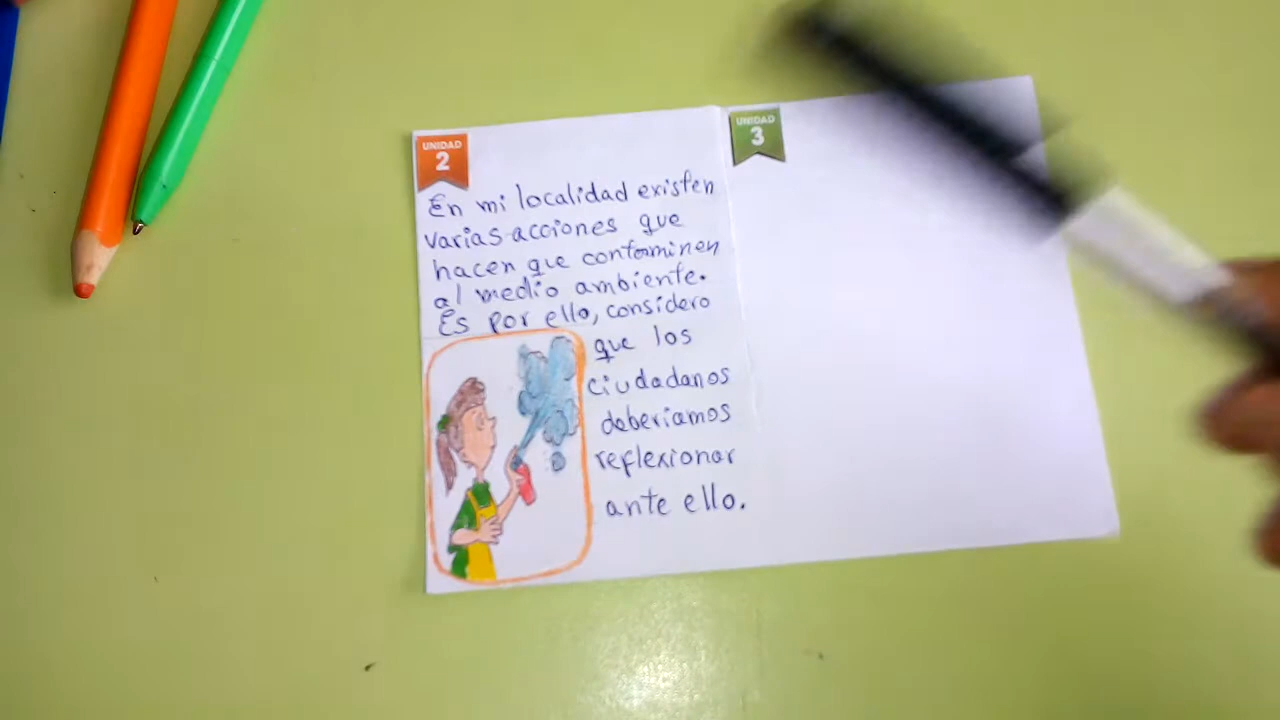 UNIDAD
2
En mi localidad existen
varias acciones que
hacen que contaminen
al medio ambiente.
Es por ello, considero
que los
ciudadanos
deberiamos
reflexionar
ante ello.
UNIDAD
3